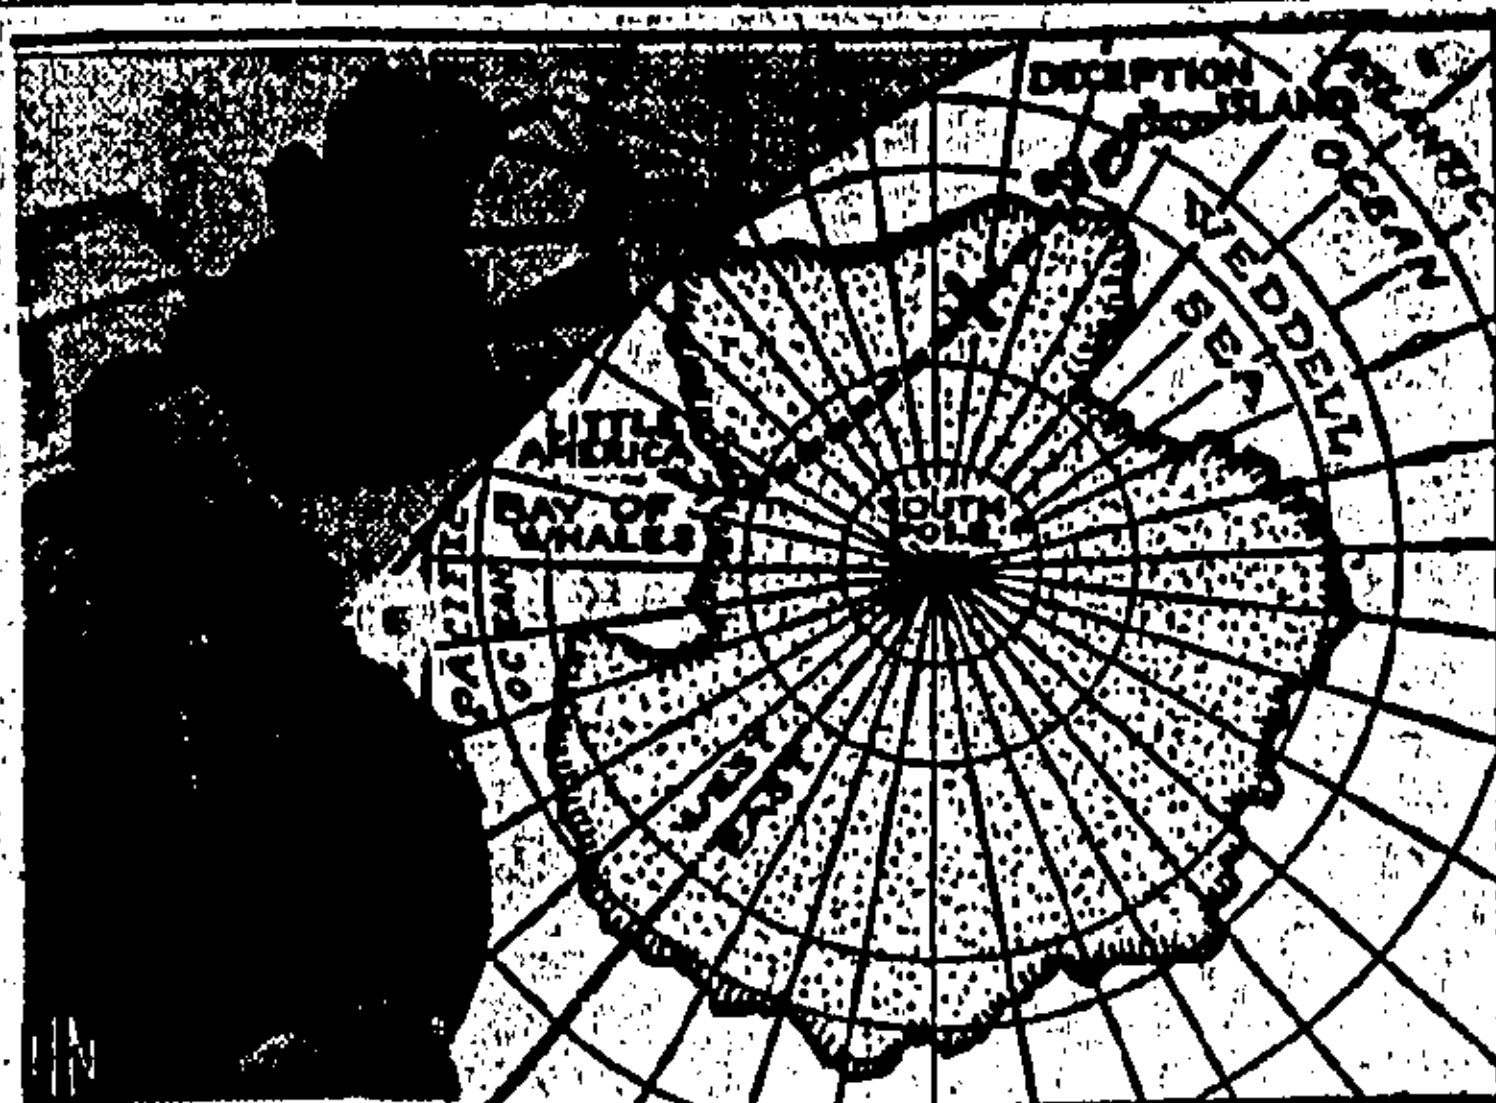 DECEPTION
ISLAND
OCEAN
WEDDELL
SEA
LITTLE
AMERICA
BAY OF
WHALES
PACIFIC
OCEAN
SOUTH
POLE
X
WEST
EAST